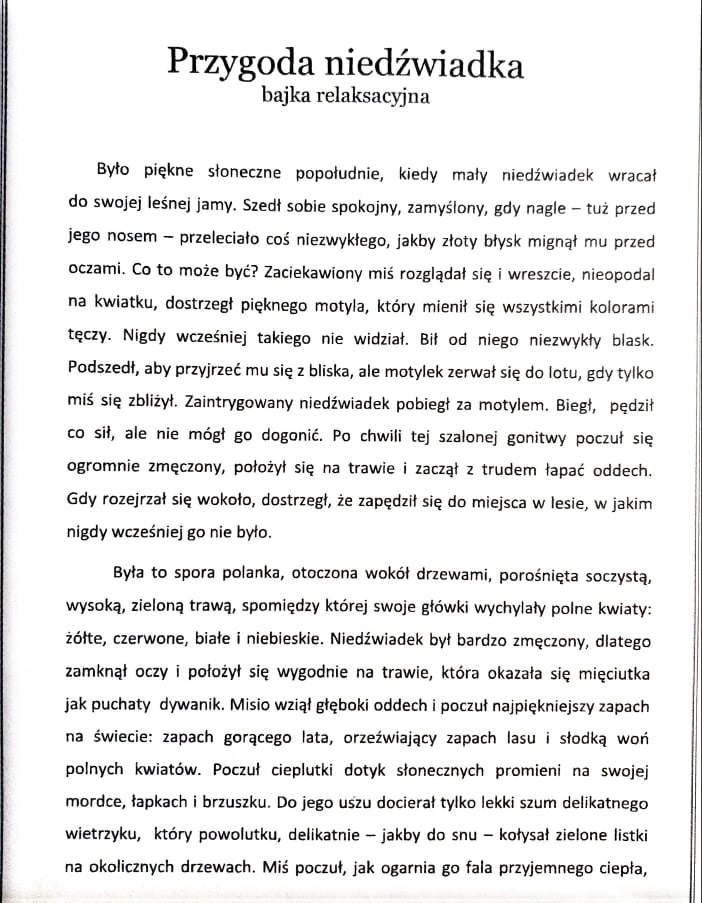 Przygoda niedźwiadka
bajka relaksacyjna
Było piękne słoneczne popołudnie, kiedy mały niedźwiadek wracał
do swojej leśnej jamy. Szedł sobie spokojny, zamyślony, gdy nagle – tuż przed
jego nosem – przeleciało coś niezwykłego, jakby złoty błysk mignął mu przed
oczami. Co to może być? Zaciekawiony miś rozglądał się i wreszcie, nieopodal
na kwiatku, dostrzegł pięknego motyla, który mienił się wszystkimi kolorami
tęczy. Nigdy wcześniej takiego nie widział. Bił od niego niezwykły blask.
Podszedł, aby przyjrzeć mu się z bliska, ale motylek zerwał się do lotu, gdy tylko
miś się zbliżył. Zaintrygowany niedźwiadek pobiegł za motylem. Biegł, pędził
co sił, ale nie mógł go dogonić. Po chwili tej szalonej gonitwy poczuł się
ogromnie zmęczony, położył się na trawie i zaczął z trudem łapać oddech.
Gdy rozejrzał się wokoło, dostrzegł, że zapędził się do miejsca w lesie, w jakim
nigdy wcześniej go nie było.
Była to spora polanka, otoczona wokół drzewami, porośnięta soczystą,
wysoką, zieloną trawą, spomiędzy której swoje główki wychylały polne kwiaty:
żółte, czerwone, białe i niebieskie. Niedźwiadek był bardzo zmęczony, dlatego
zamknął oczy i położył się wygodnie na trawie, która okazała się mięciutka
jak puchaty dywanik. Misio wziął głęboki oddech i poczuł najpiękniejszy zapach
na świecie: zapach gorącego lata, orzeźwiający zapach lasu i słodką woń
polnych kwiatów. Poczuł cieplutki dotyk słonecznych promieni na swojej
mordce, łapkach i brzuszku. Do jego uszu docierał tylko lekki szum delikatnego
wietrzyku, który powolutku, delikatnie – jakby do snu – kołysał zielone listki
na okolicznych drzewach. Miś poczuł, jak ogarnia go fala przyjemnego ciepła,